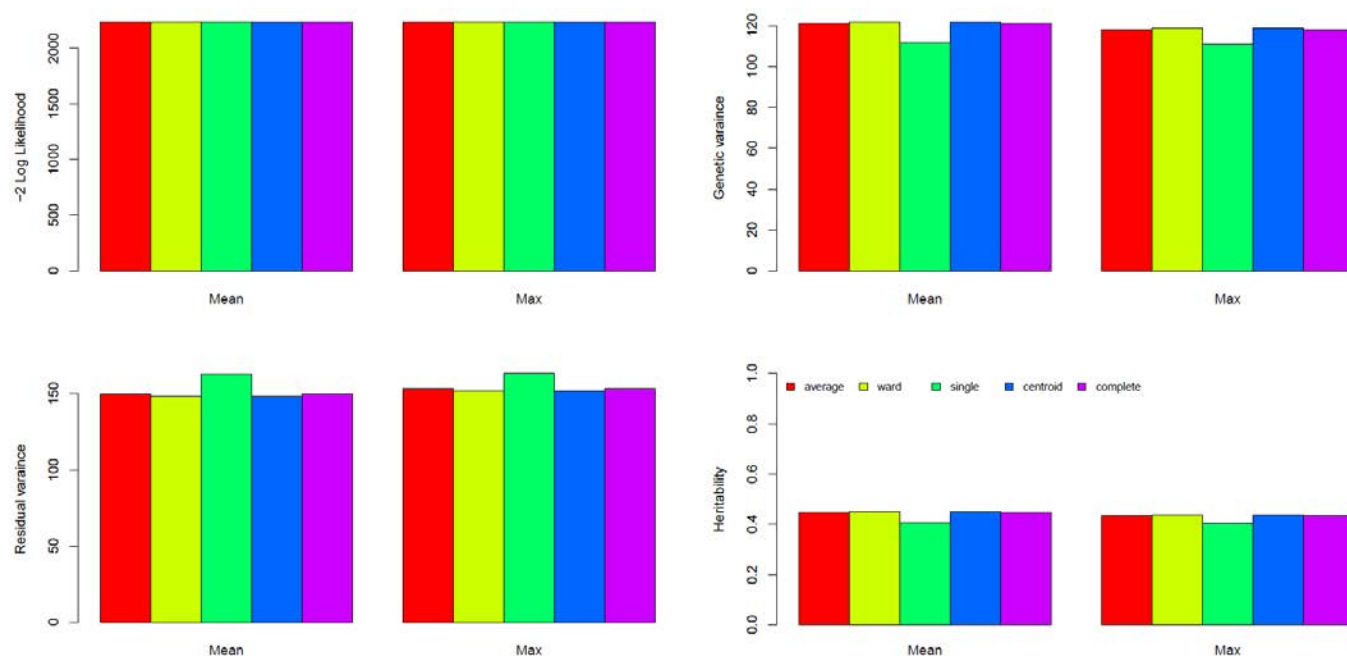 −2 Log Likelihood
2000
1500
1000
500
0
Mean
Max
Genetic varaince
120
100
80
60
40
20
0
Mean
Max
Residual varaince
150
100
50
0
Mean
Max
Heritability
1.0
0.8
0.6
0.4
0.2
0.0
average ward single centroid complete
Mean
Max